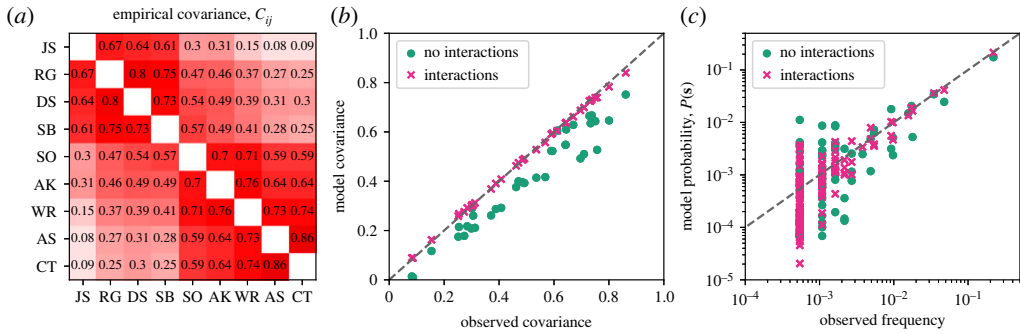 (a) empirical covariance, C_ij
JS 0.67 0.64 0.61 0.3 0.31 0.15 0.08 0.09
RG 0.67 0.8 0.75 0.47 0.46 0.37 0.27 0.25
DS 0.64 0.8 0.73 0.54 0.49 0.39 0.31 0.3
SB 0.61 0.75 0.73 0.57 0.49 0.41 0.28 0.25
SO 0.3 0.47 0.54 0.57 0.7 0.71 0.59 0.59
AK 0.31 0.46 0.49 0.49 0.7 0.76 0.64 0.64
WR 0.15 0.37 0.39 0.41 0.71 0.76 0.73 0.74
AS 0.08 0.27 0.31 0.28 0.59 0.64 0.73 0.86
CT 0.09 0.25 0.3 0.25 0.59 0.64 0.74 0.86
JS RG DS SB SO AK WR AS CT
(b)
1.0
0.8
0.6
0.4
0.2
0
model covariance
no interactions
interactions
0 0.2 0.4 0.6 0.8 1.0
observed covariance
(c)
10⁻¹
10⁻²
10⁻³
10⁻⁴
10⁻⁵
model probability, P(s)
no interactions
interactions
10⁻⁴ 10⁻³ 10⁻² 10⁻¹
observed frequency